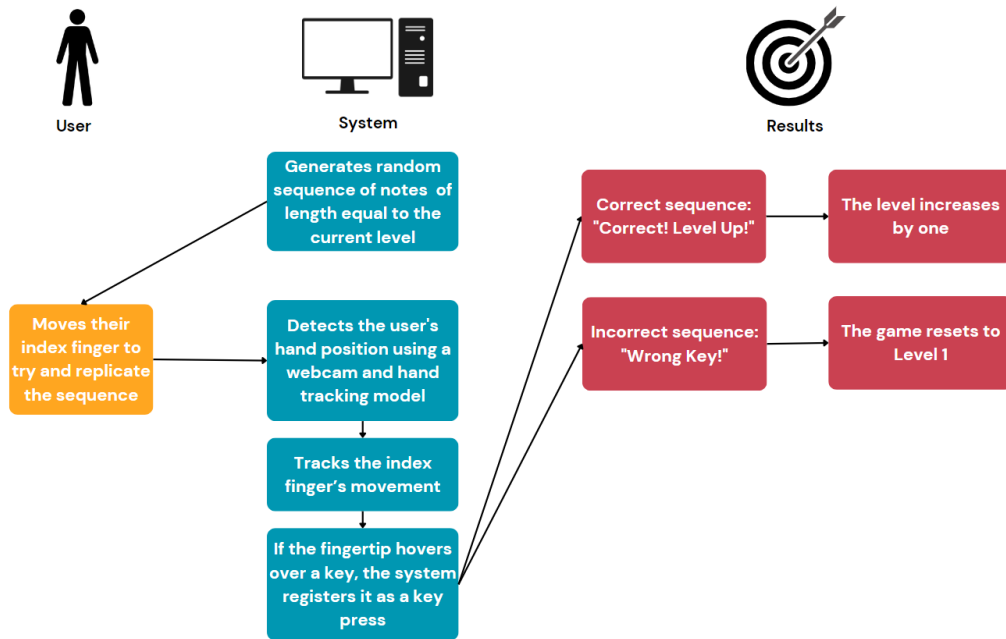 User
System
Results
Generates random
sequence of notes of
length equal to the
current level
Moves their
index finger to
try and replicate
the sequence
Detects the user's
hand position using a
webcam and hand
tracking model
Tracks the index
finger’s movement
If the fingertip hovers
over a key, the system
registers it as a key
press
Correct sequence:
"Correct! Level Up!"
The level increases
by one
Incorrect sequence:
"Wrong Key!"
The game resets to
Level 1